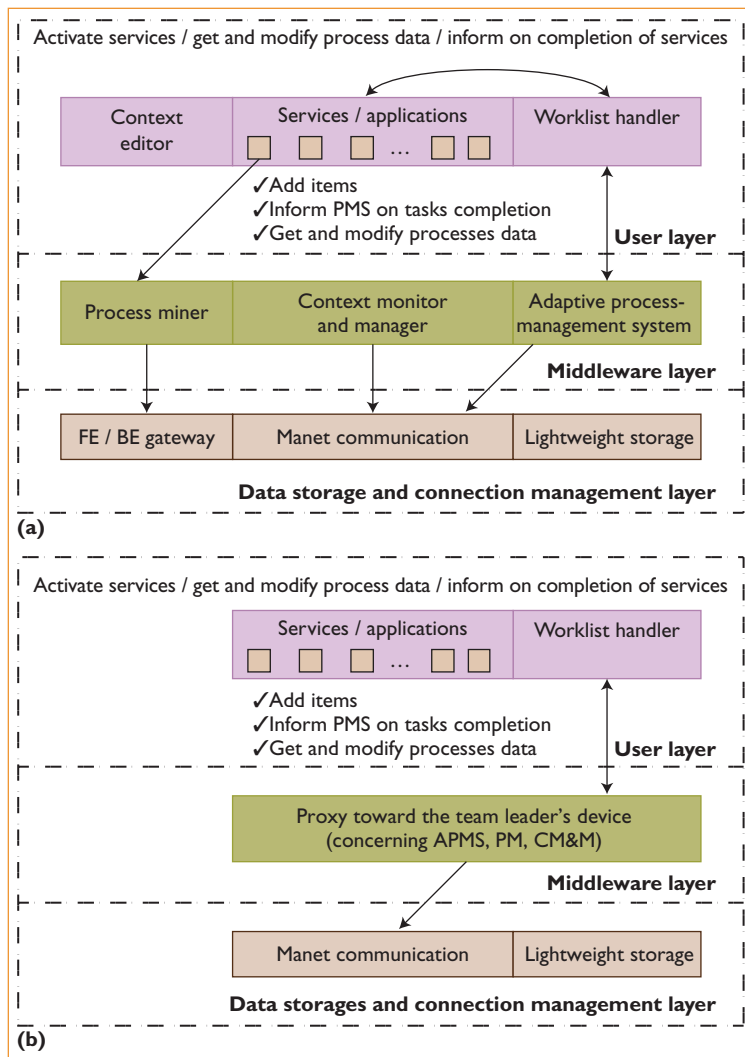 Activate services / get and modify process data / inform on completion of services
Context
editor
Services / applications
...
Worklist handler
✓Add items
✓Inform PMS on tasks completion
✓Get and modify processes data
User layer
Process miner
Context monitor
and manager
Adaptive process-
management system
Middleware layer
FE / BE gateway
Manet communication
Lightweight storage
Data storage and connection management layer
(a)
Activate services / get and modify process data / inform on completion of services
Services / applications
...
Worklist handler
✓Add items
✓Inform PMS on tasks completion
✓Get and modify processes data
User layer
Proxy toward the team leader's device
(concerning APMS, PM, CM&M)
Middleware layer
Manet communication
Lightweight storage
Data storages and connection management layer
(b)